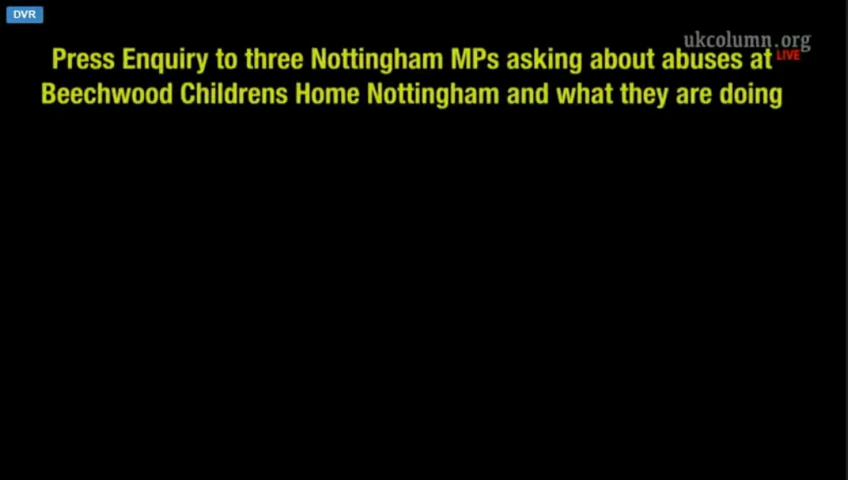 DVR
ukcolumn.org
LIVE
Press Enquiry to three Nottingham MPs asking about abuses at
Beechwood Childrens Home Nottingham and what they are doing